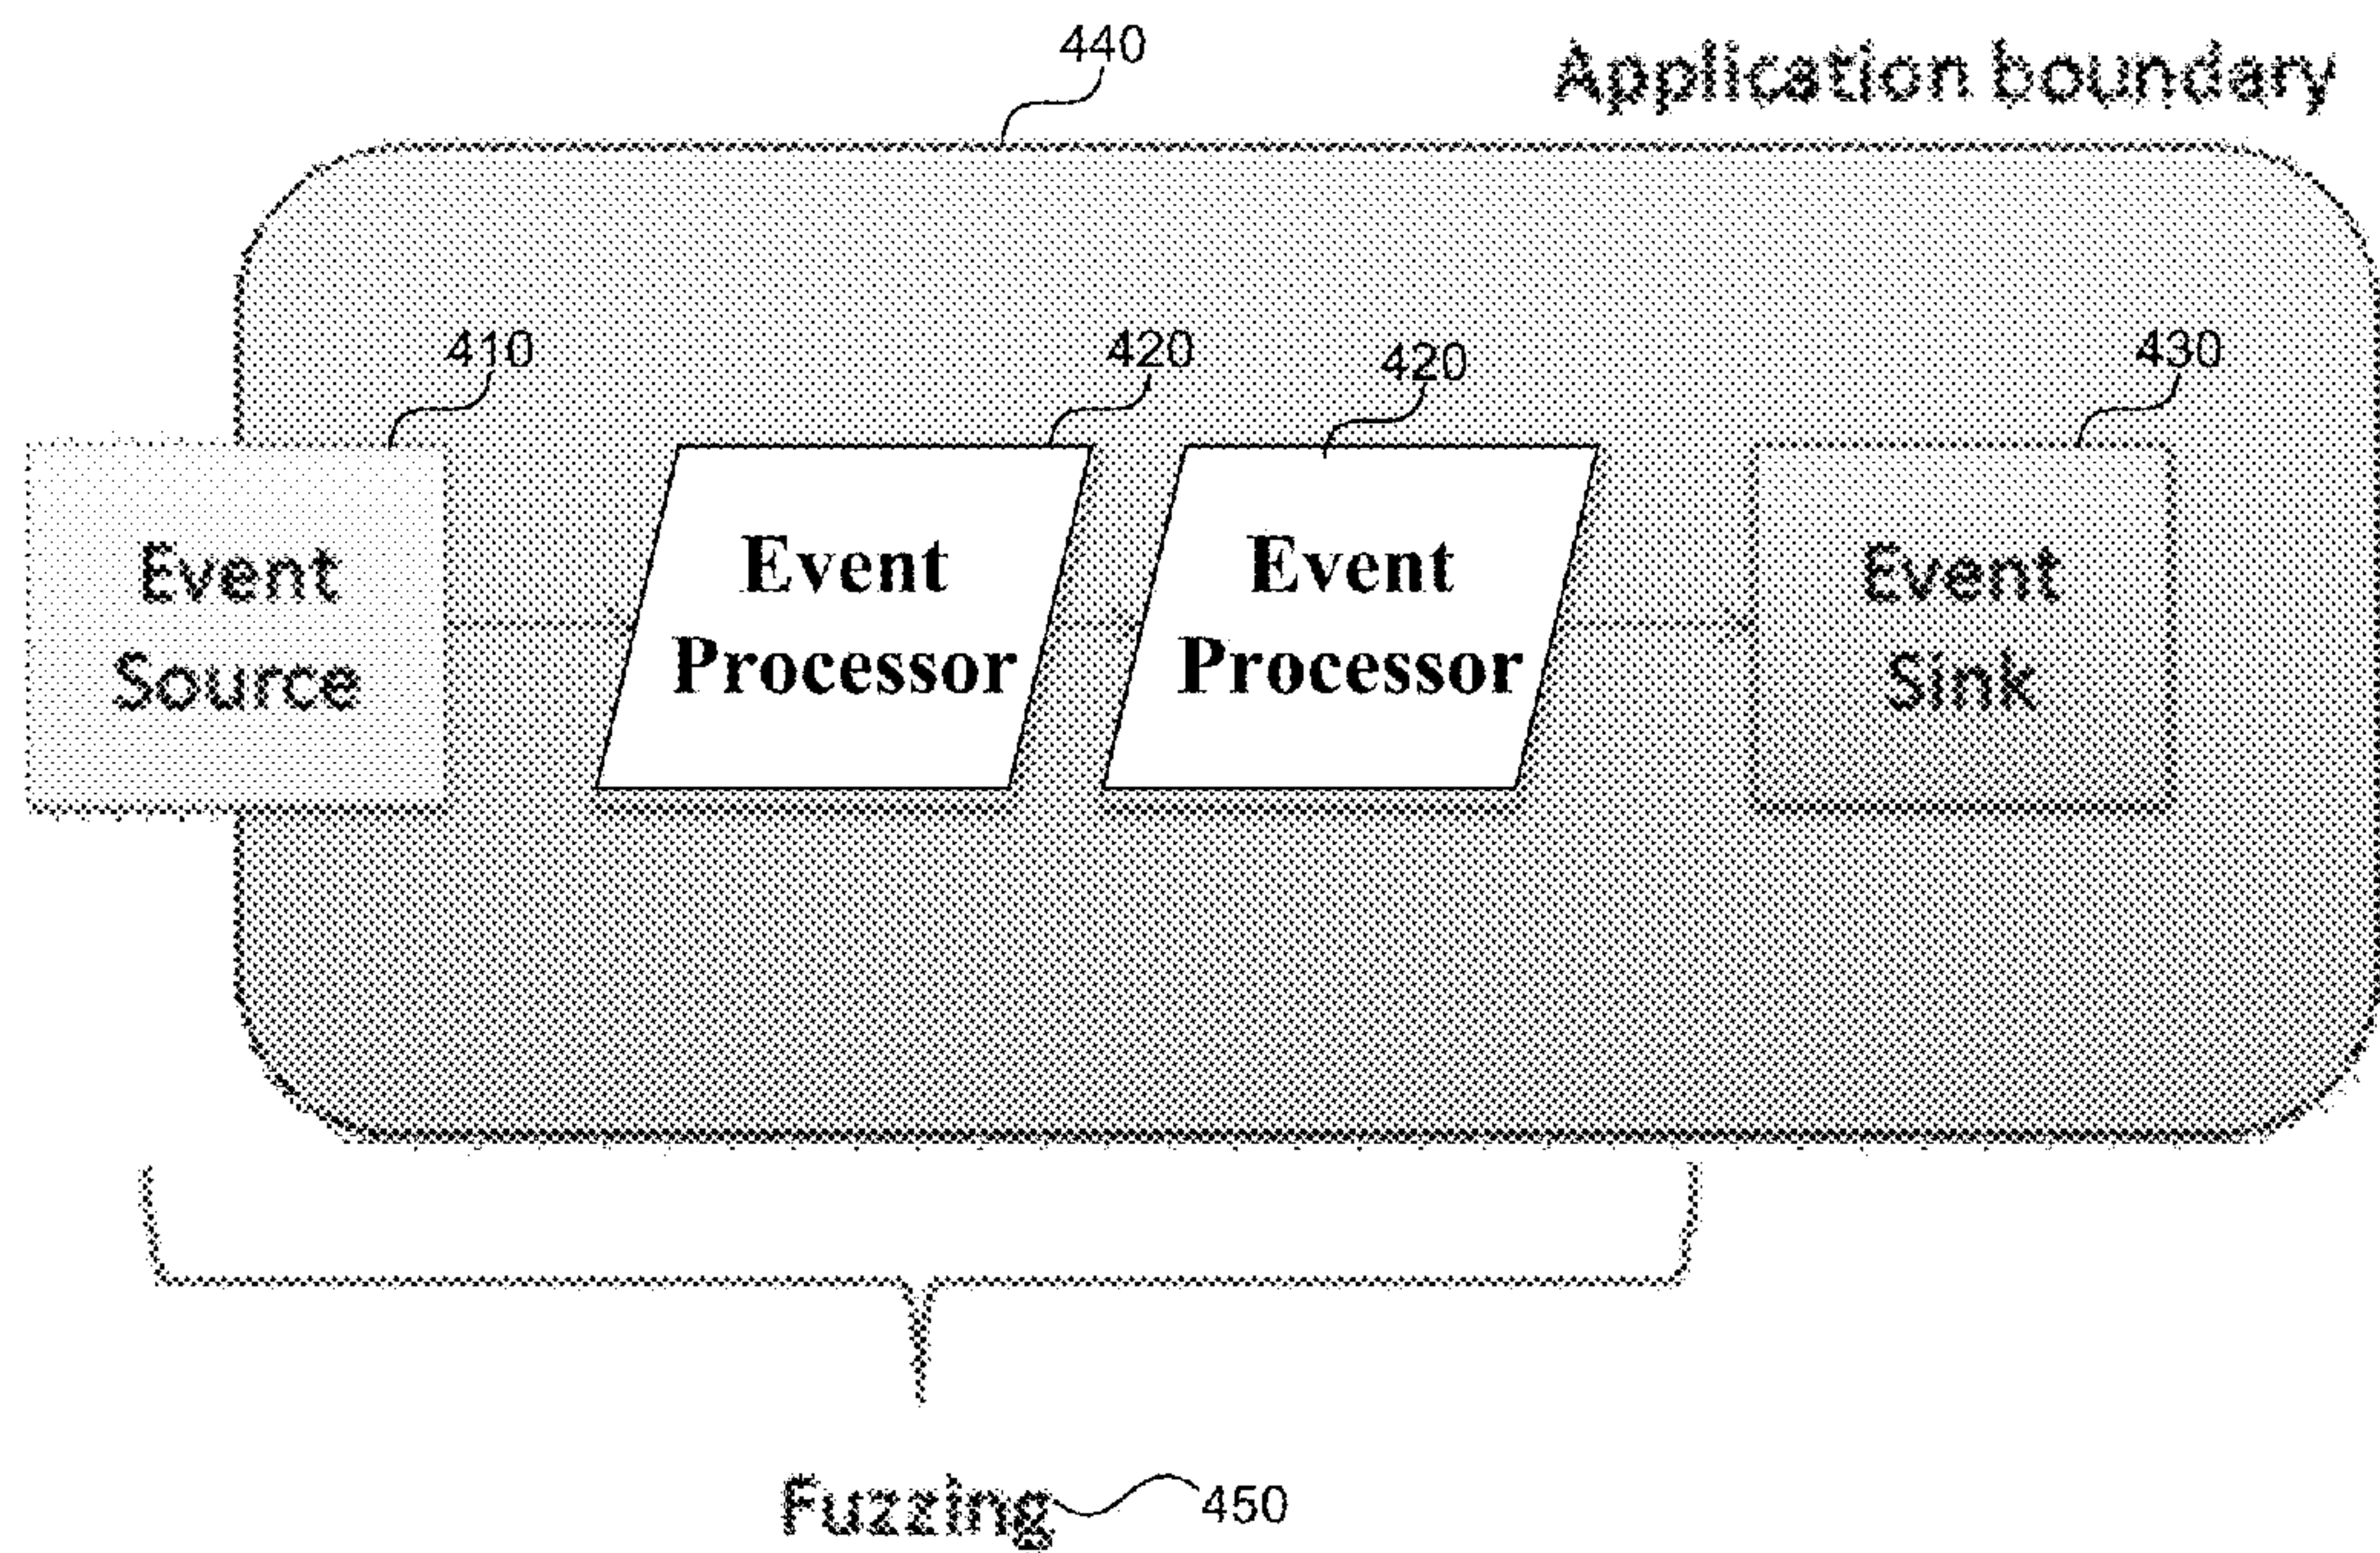 440
Application boundary
410
420
420
430
Event
Source
Event
Processor
Event
Processor
Event
Sink
Fuzzing
450